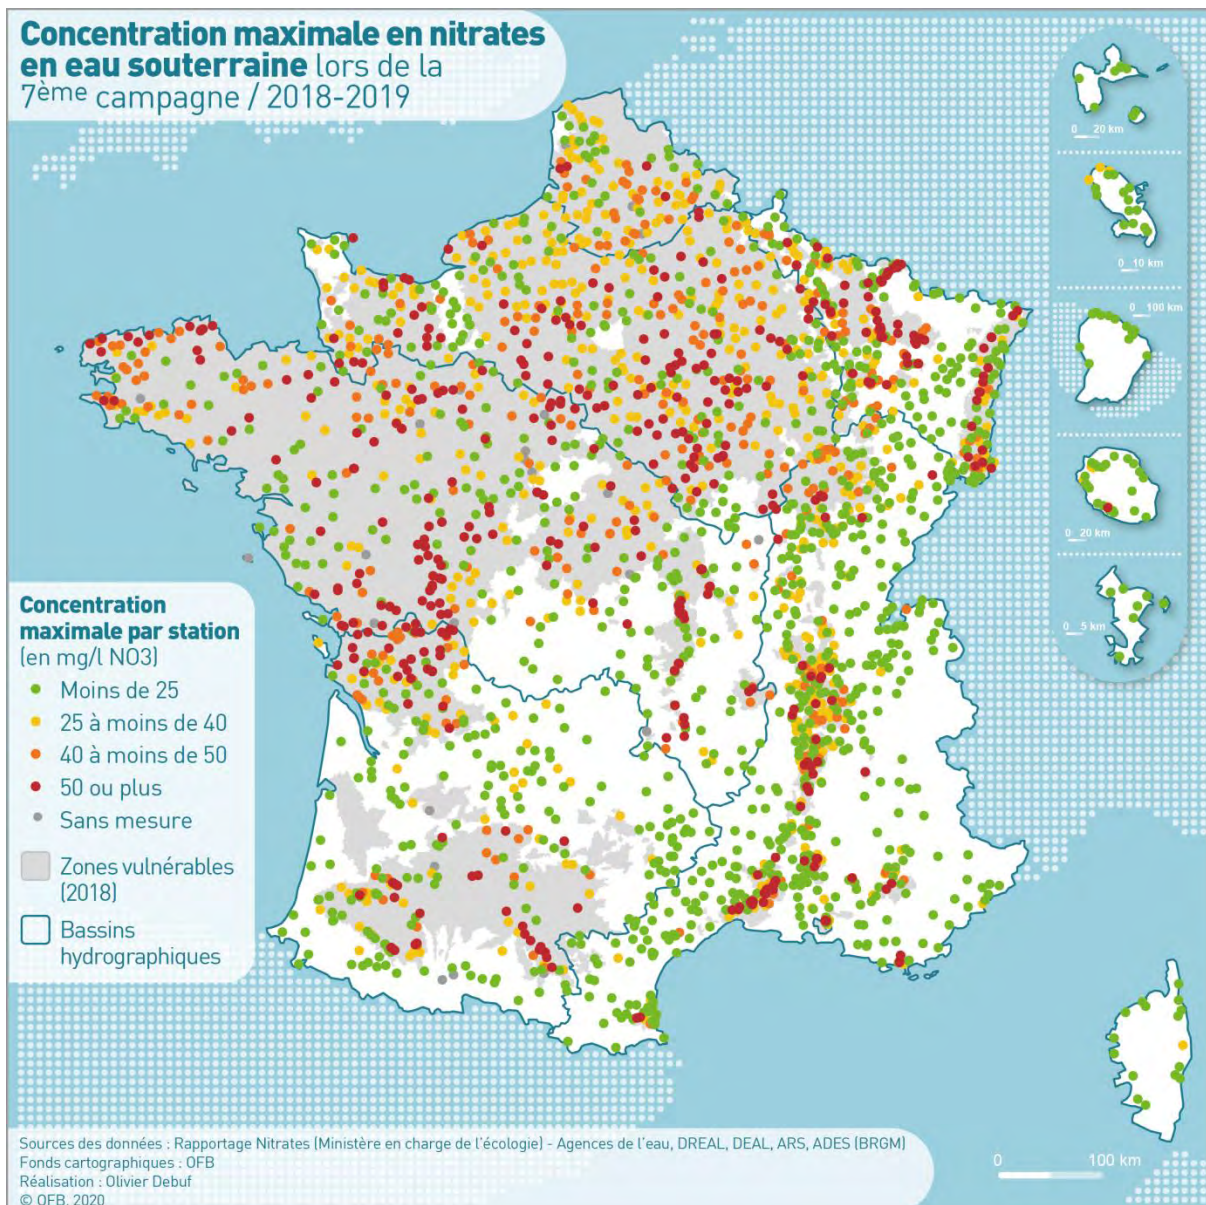 Concentration maximale en nitrates
en eau souterraine lors de la
7ème campagne / 2018-2019
0 20 km
0 10 km
0 100 km
0 20 km
0 5 km
Concentration
maximale par station
(en mg/l NO3)
Moins de 25
25 à moins de 40
40 à moins de 50
50 ou plus
Sans mesure
Zones vulnérables
(2018)
Bassins
hydrographiques
Sources des données : Rapportage Nitrates (Ministère en charge de l'écologie) - Agences de l'eau, DREAL, DEAL, ARS, ADES (BRGM)
Fonds cartographiques : OFB
Réalisation : Olivier Debuf
© OFB, 2020
0 100 km